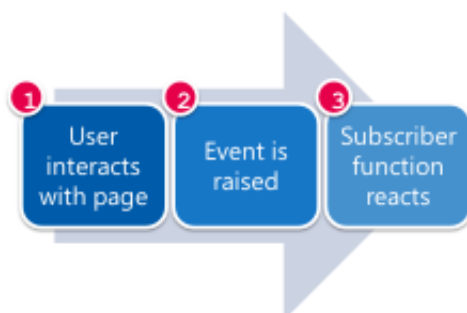 1
User
interacts
with page
2
Event is
raised
3
Subscriber
function
reacts